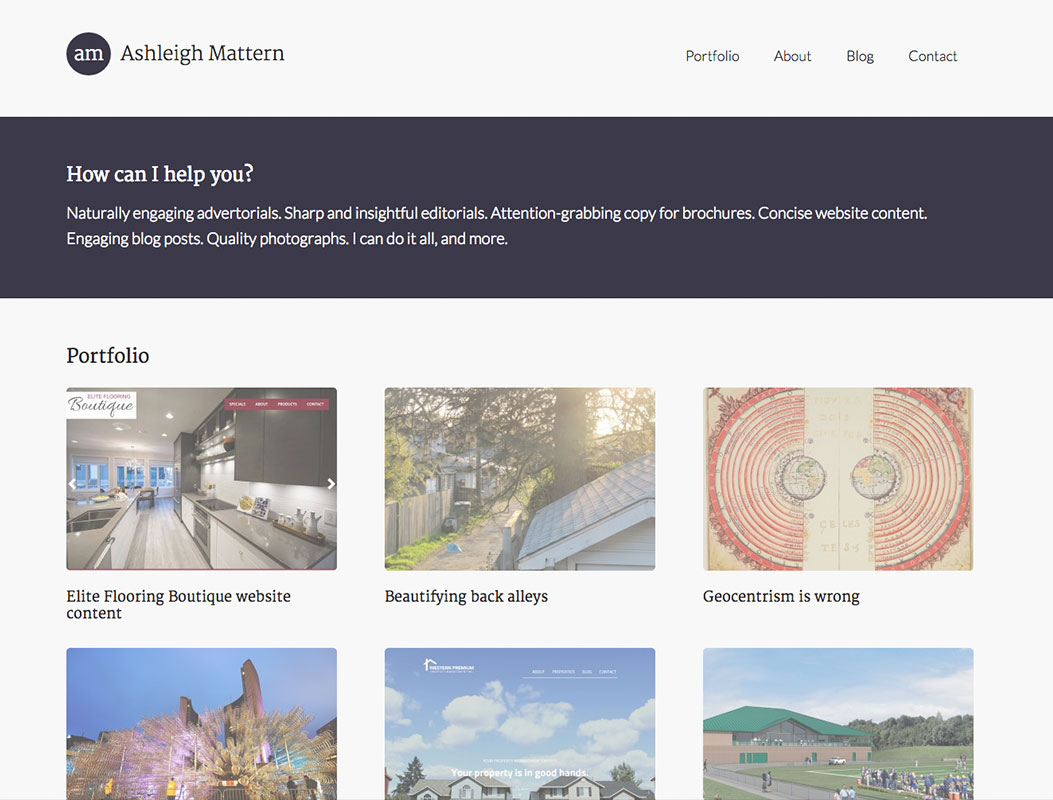 am Ashleigh Mattern
Portfolio About Blog Contact
How can I help you?
Naturally engaging advertorials. Sharp and insightful editorials. Attention-grabbing copy for brochures. Concise website content.
Engaging blog posts. Quality photographs. I can do it all, and more.
Portfolio
ELITE FLOORING
Boutique
SPECIALS ABOUT PRODUCTS CONTACT
Elite Flooring Boutique website
content
Beautifying back alleys
CE LES
TE S
Geocentrism is wrong
WESTERN PREMIUM
ABOUT PROPERTIES BLOG CONTACT
Your property is in good hands.